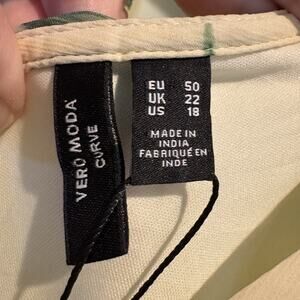 VERO MODA
CURVE
EU 50
UK 22
US 18
MADE IN
INDIA
FABRIQUÉ EN
INDE